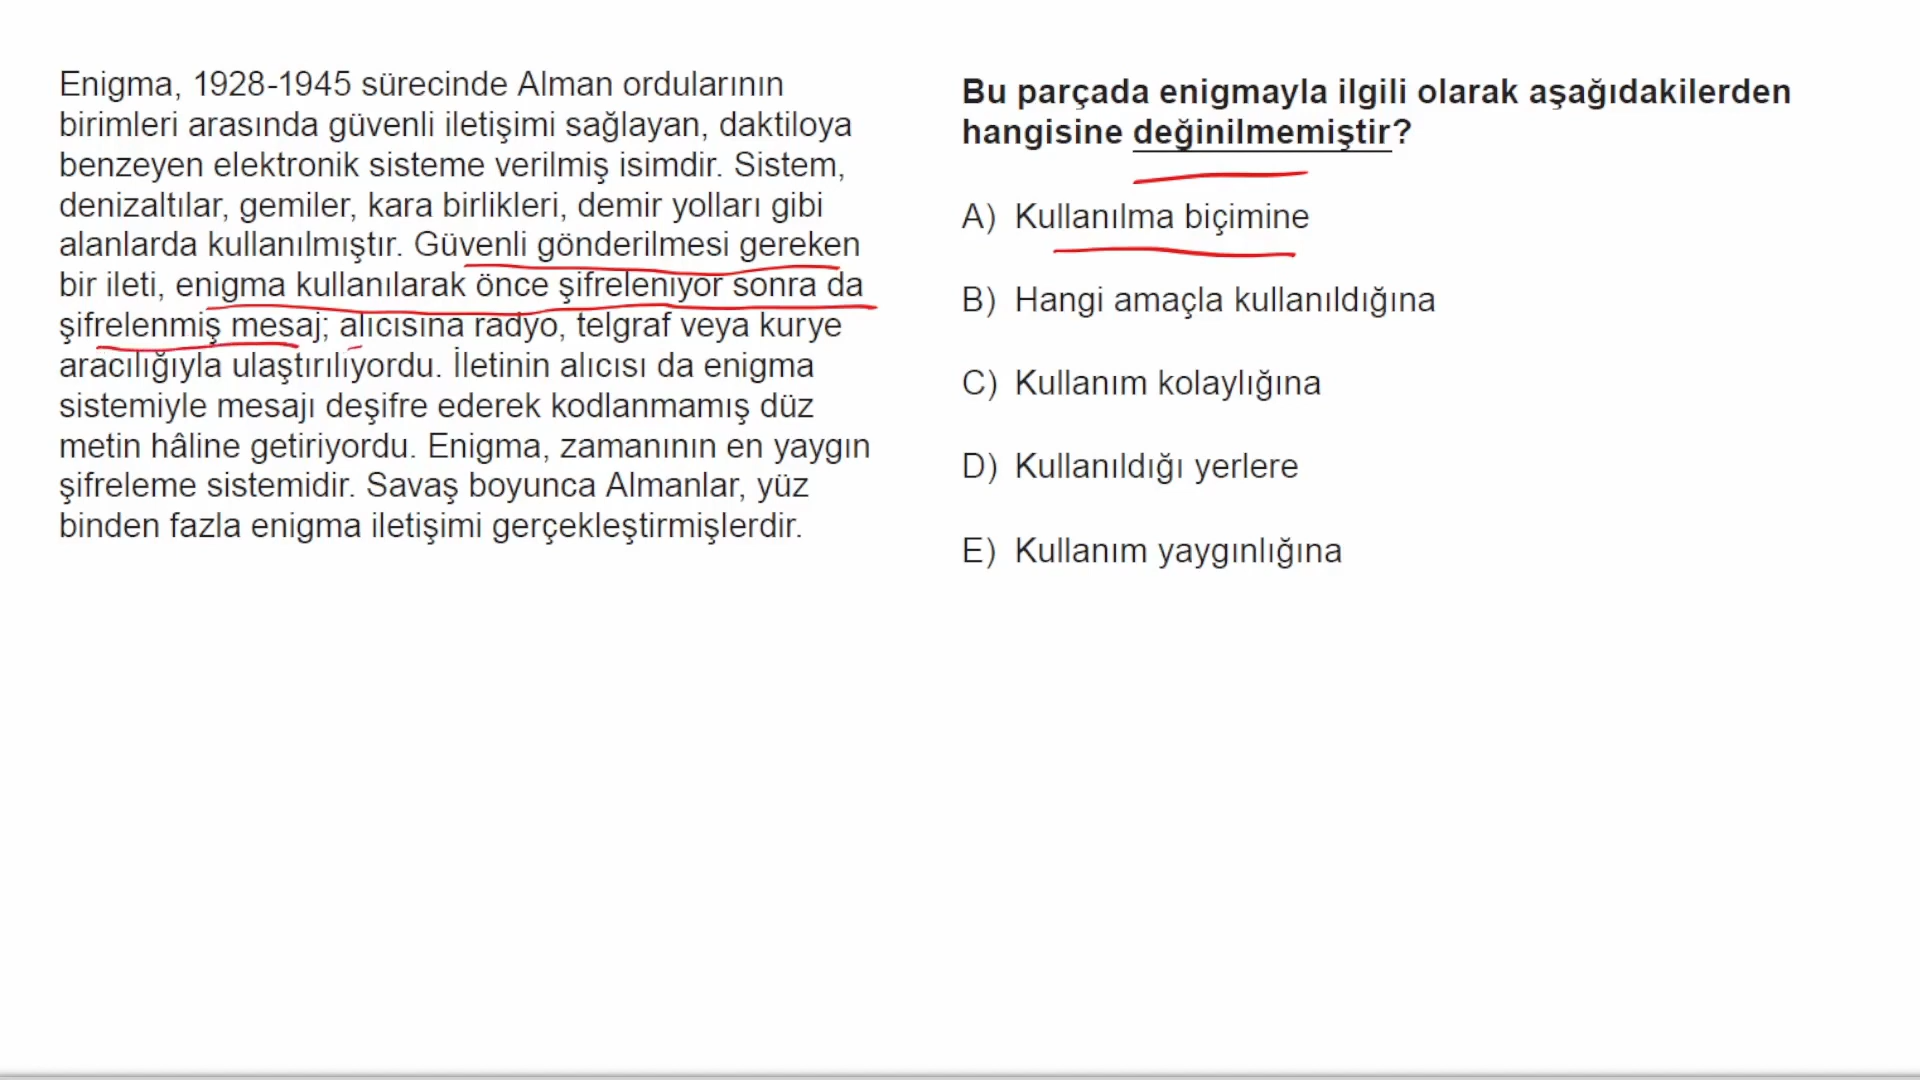 Enigma, 1928-1945 sürecinde Alman ordularının
birimleri arasında güvenli iletişimi sağlayan, daktiloya
benzeyen elektronik sisteme verilmiş isimdir. Sistem,
denizaltılar, gemiler, kara birlikleri, demir yolları gibi
alanlarda kullanılmıştır. Güvenli gönderilmesi gereken
bir ileti, enigma kullanılarak önce şifreleniyor sonra da
şifrelenmiş mesaj; alıcısına radyo, telgraf veya kurye
aracılığıyla ulaştırılıyordu. İletinin alıcısı da enigma
sistemiyle mesajı deşifre ederek kodlanmamış düz
metin hâline getiriyordu. Enigma, zamanının en yaygın
şifreleme sistemidir. Savaş boyunca Almanlar, yüz
binden fazla enigma iletişimi gerçekleştirmişlerdir.
Bu parçada enigmayla ilgili olarak aşağıdakilerden
hangisine değinilmemiştir?
A) Kullanılma biçimine
B) Hangi amaçla kullanıldığına
C) Kullanım kolaylığına
D) Kullanıldığı yerlere
E) Kullanım yaygınlığına